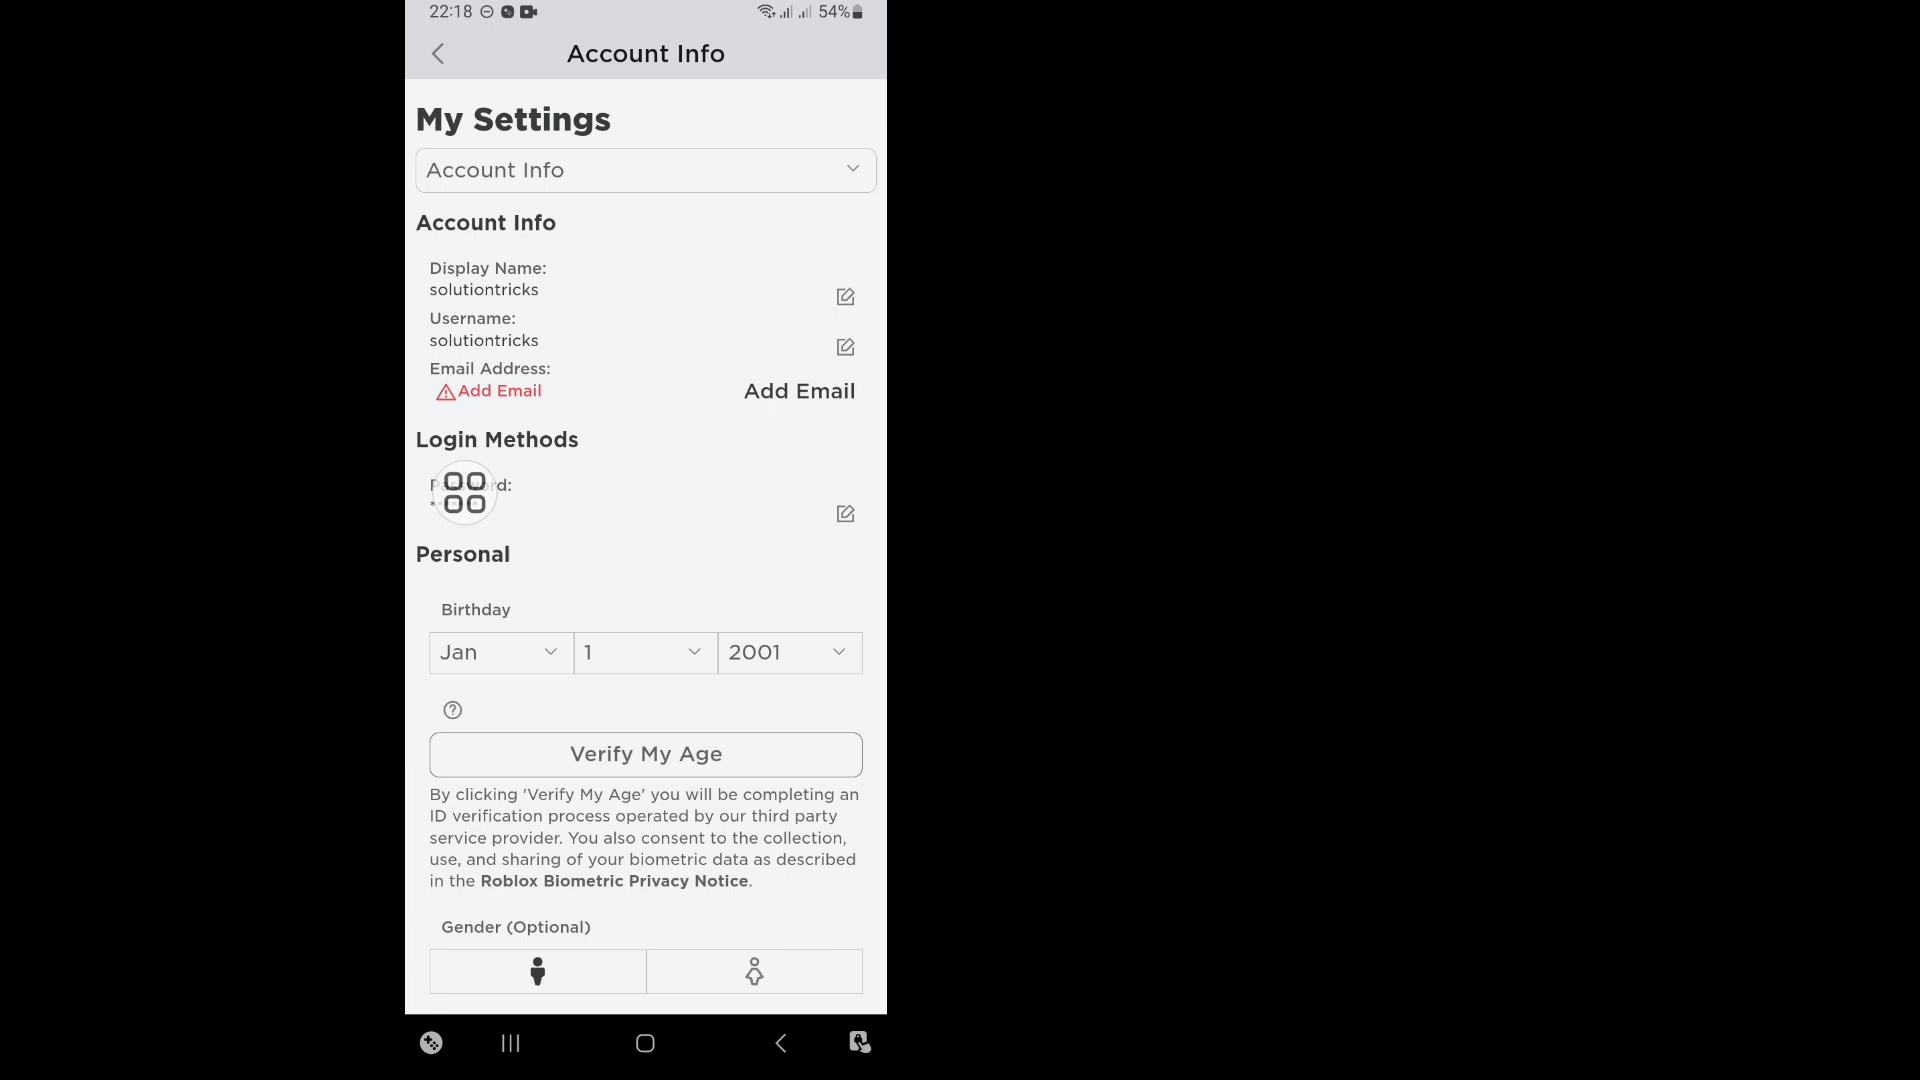 22:18
54%
Account Info
My Settings
Account Info
Account Info
Display Name:
solutiontricks
Username:
solutiontricks
Email Address:
Add Email
Add Email
Login Methods
Password:
Personal
Birthday
Jan
1
2001
Verify My Age
By clicking 'Verify My Age' you will be completing an
ID verification process operated by our third party
service provider. You also consent to the collection,
use, and sharing of your biometric data as described
in the Roblox Biometric Privacy Notice.
Gender (Optional)